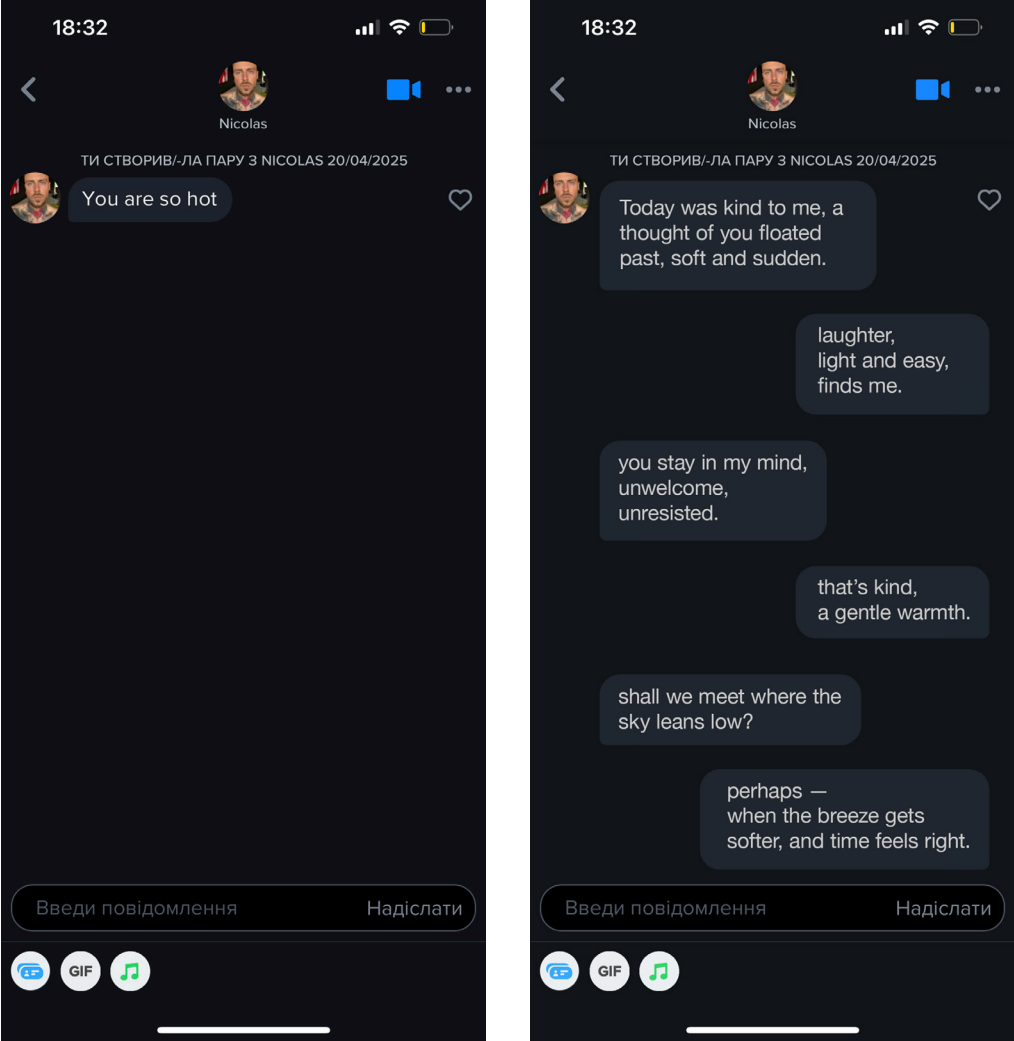 18:32
Nicolas
ТИ СТВОРИВ/-ЛА ПАРУ З NICOLAS 20/04/2025
You are so hot
Введи повідомлення
Надіслати
GIF
18:32
Nicolas
ТИ СТВОРИВ/-ЛА ПАРУ З NICOLAS 20/04/2025
Today was kind to me, a
thought of you floated
past, soft and sudden.
laughter,
light and easy,
finds me.
you stay in my mind,
unwelcome,
unresisted.
that’s kind,
a gentle warmth.
shall we meet where the
sky leans low?
perhaps —
when the breeze gets
softer, and time feels right.
Введи повідомлення
Надіслати
GIF